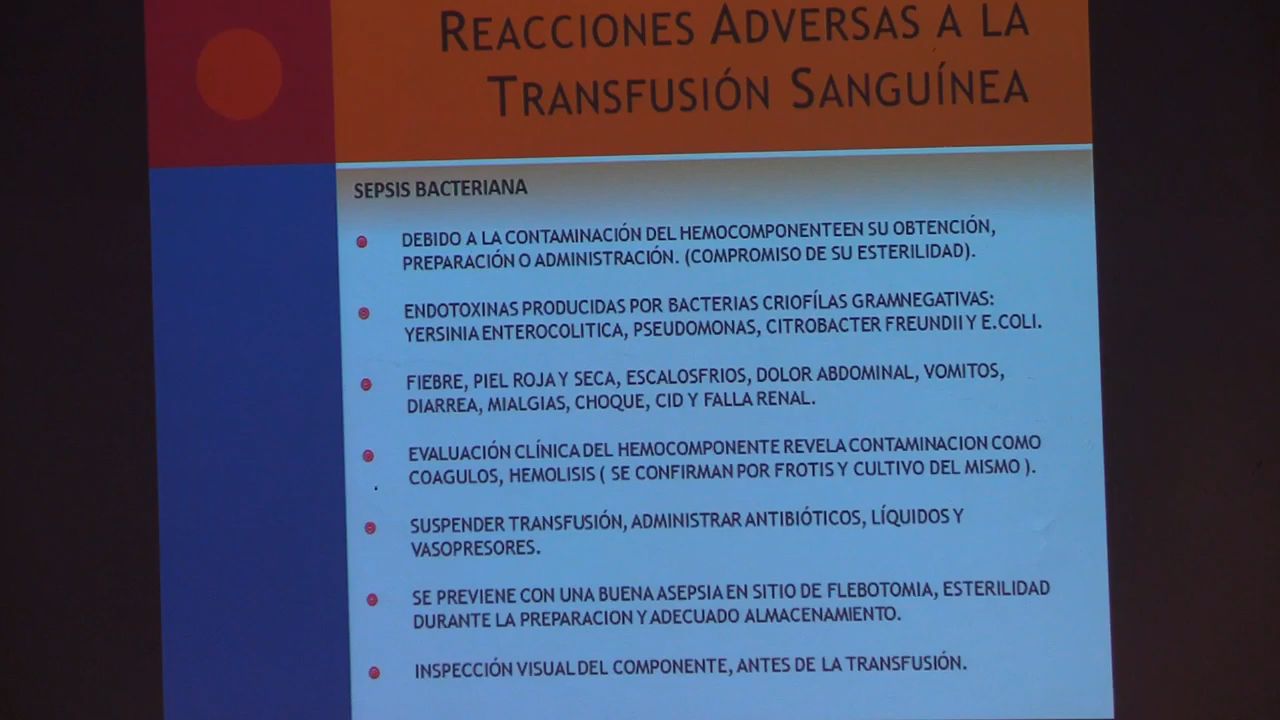 REACCIONES ADVERSAS A LA
TRANSFUSIÓN SANGUÍNEA
SEPSIS BACTERIANA
DEBIDO A LA CONTAMINACIÓN DEL HEMOCOMPONENTEEN SU OBTENCIÓN,
PREPARACIÓN O ADMINISTRACIÓN. (COMPROMISO DE SU ESTERILIDAD).
ENDOTOXINAS PRODUCIDAS POR BACTERIAS CRIOFÍLAS GRAMNEGATIVAS:
YERSINIA ENTEROCOLITICA, PSEUDOMONAS, CITROBACTER FREUNDII Y E.COLI.
FIEBRE, PIEL ROJA Y SECA, ESCALOSFRIOS, DOLOR ABDOMINAL, VOMITOS,
DIARREA, MIALGIAS, CHOQUE, CID Y FALLA RENAL.
EVALUACIÓN CLÍNICA DEL HEMOCOMPONENTE REVELA CONTAMINACION COMO
COAGULOS, HEMOLISIS ( SE CONFIRMAN POR FROTIS Y CULTIVO DEL MISMO ).
SUSPENDER TRANSFUSIÓN, ADMINISTRAR ANTIBIÓTICOS, LÍQUIDOS Y
VASOPRESORES.
SE PREVIENE CON UNA BUENA ASEPSIA EN SITIO DE FLEBOTOMIA, ESTERILIDAD
DURANTE LA PREPARACION Y ADECUADO ALMACENAMIENTO.
INSPECCIÓN VISUAL DEL COMPONENTE, ANTES DE LA TRANSFUSIÓN.